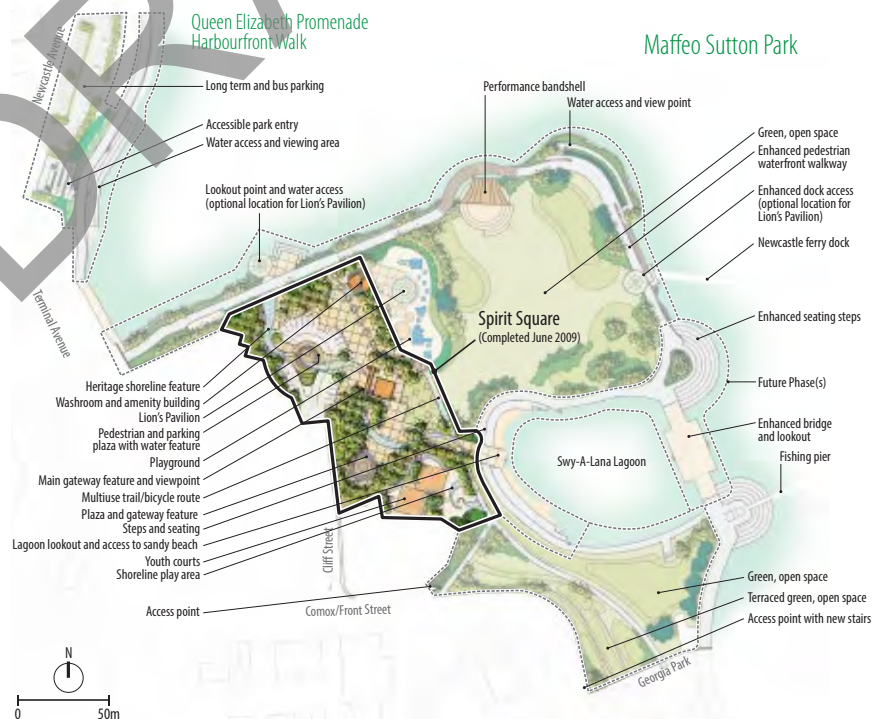 Queen Elizabeth Promenade
Harbourfront Walk
Maffeo Sutton Park
Newcastle Avenue
Long term and bus parking
Accessible park entry
Water access and viewing area
Lookout point and water access
(optional location for Lion's Pavilion)
Performance bandshell
Water access and view point
Green, open space
Enhanced pedestrian
waterfront walkway
Enhanced dock access
(optional location for
Lion's Pavilion)
Newcastle ferry dock
Terminal Avenue
Spirit Square
(Completed June 2009)
Enhanced seating steps
Future Phase(s)
Enhanced bridge
and lookout
Fishing pier
Swy-A-Lana Lagoon
Heritage shoreline feature
Washroom and amenity building
Lion's Pavilion
Pedestrian and parking
plaza with water feature
Playground
Main gateway feature and viewpoint
Multiuse trail/bicycle route
Plaza and gateway feature
Steps and seating
Lagoon lookout and access to sandy beach
Youth courts
Shoreline play area
Access point
Cliff Street
Comox/Front Street
Green, open space
Terraced green, open space
Access point with new stairs
Georgia Park
N
0 50m